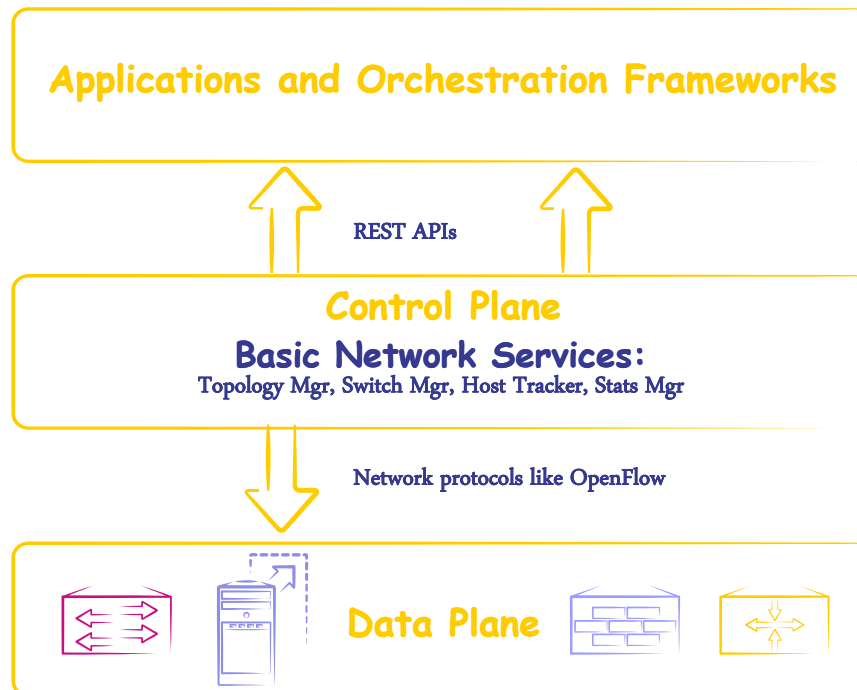 Applications and Orchestration Frameworks
REST APIs
Control Plane
Basic Network Services:
Topology Mgr, Switch Mgr, Host Tracker, Stats Mgr
Network protocols like OpenFlow
Data Plane